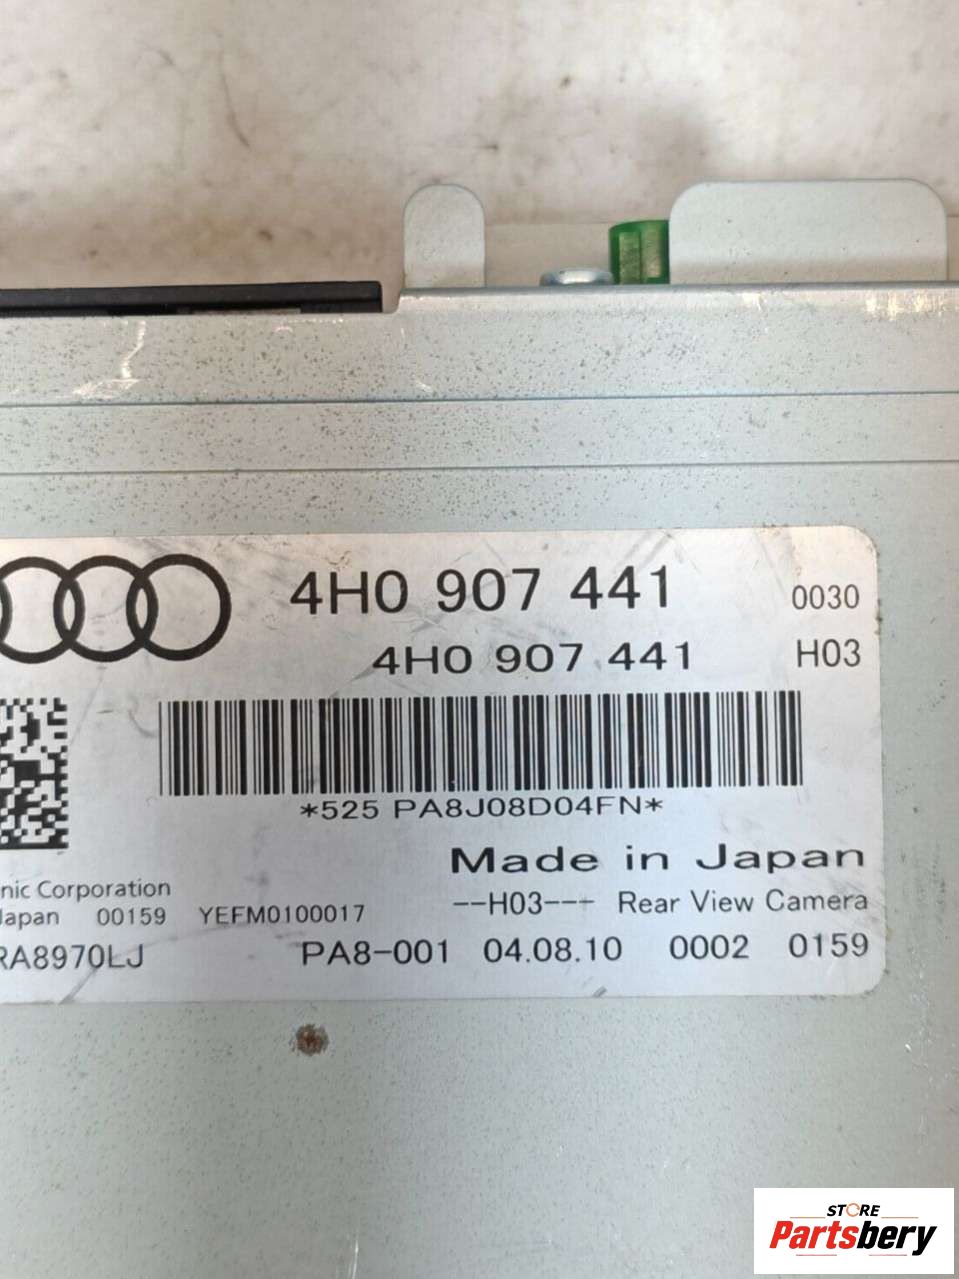 4H0 907 441 0030
4H0 907 441 H03
*525 PA8J08D04FN*
Made in Japan
nic Corporation
Japan 00159 YEFM0100017 --H03--- Rear View Camera
RA8970LJ PA8-001 04.08.10 0002 0159
STORE
Partsbery